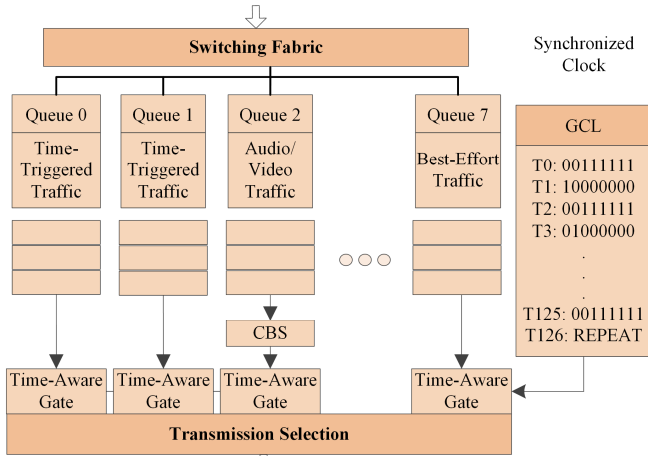 Switching Fabric
Synchronized
Clock
Queue 0
Time-
Triggered
Traffic
Queue 1
Time-
Triggered
Traffic
Queue 2
Audio/
Video
Traffic
Queue 7
Best-Effort
Traffic
GCL
T0: 00111111
T1: 10000000
T2: 00111111
T3: 01000000
.
.
.
T125: 00111111
T126: REPEAT
CBS
Time-Aware
Gate
Time-Aware
Gate
Time-Aware
Gate
Time-Aware
Gate
Transmission Selection